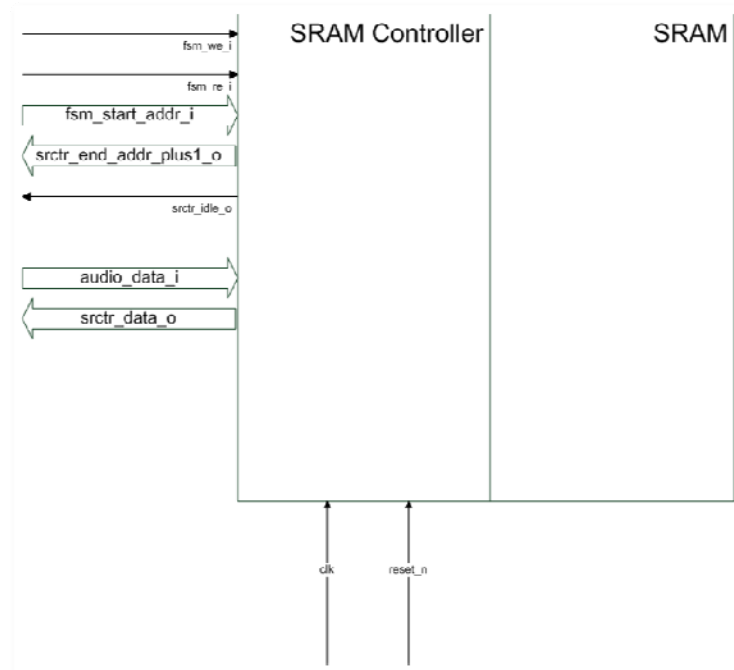 SRAM Controller
SRAM
fsm_we_i
fsm_re_i
fsm_start_addr_i
srctr_end_addr_plus1_o
srctr_idle_o
audio_data_i
srctr_data_o
clk
reset_n